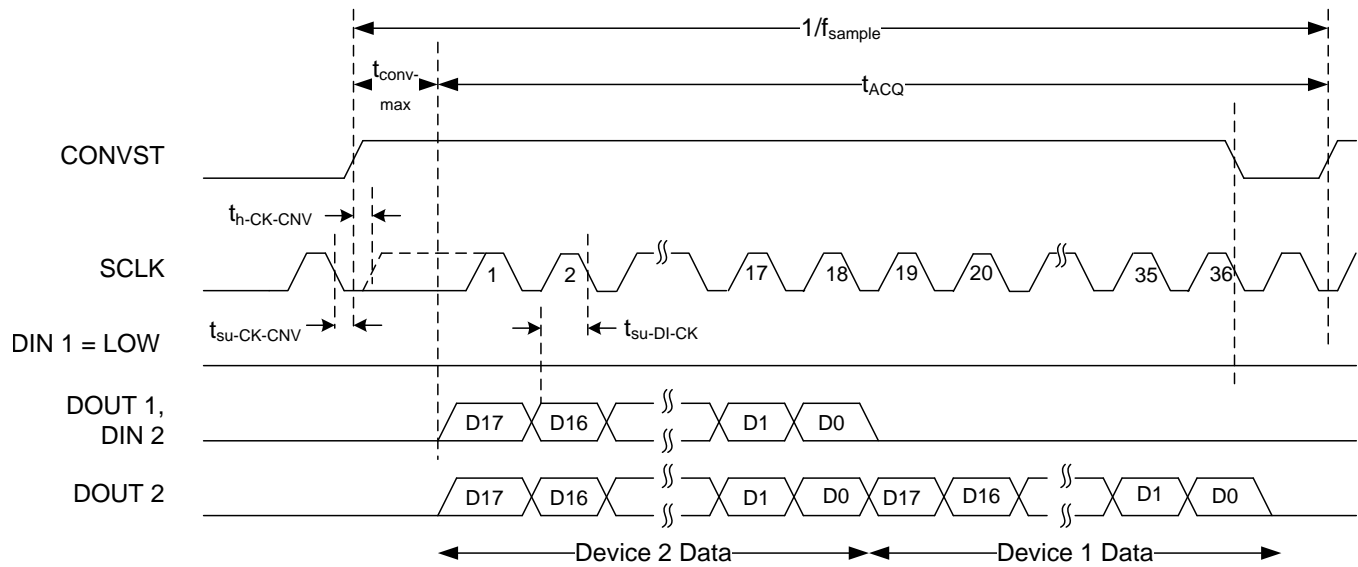 1/fsample
tconv-
max
tACQ
CONVST
th-CK-CNV
SCLK
1 2 17 18 19 20 35 36
tsu-CK-CNV
tsu-DI-CK
DIN 1 = LOW
DOUT 1,
DIN 2
D17 D16 D1 D0
DOUT 2
D17 D16 D1 D0 D17 D16 D1 D0
Device 2 Data Device 1 Data